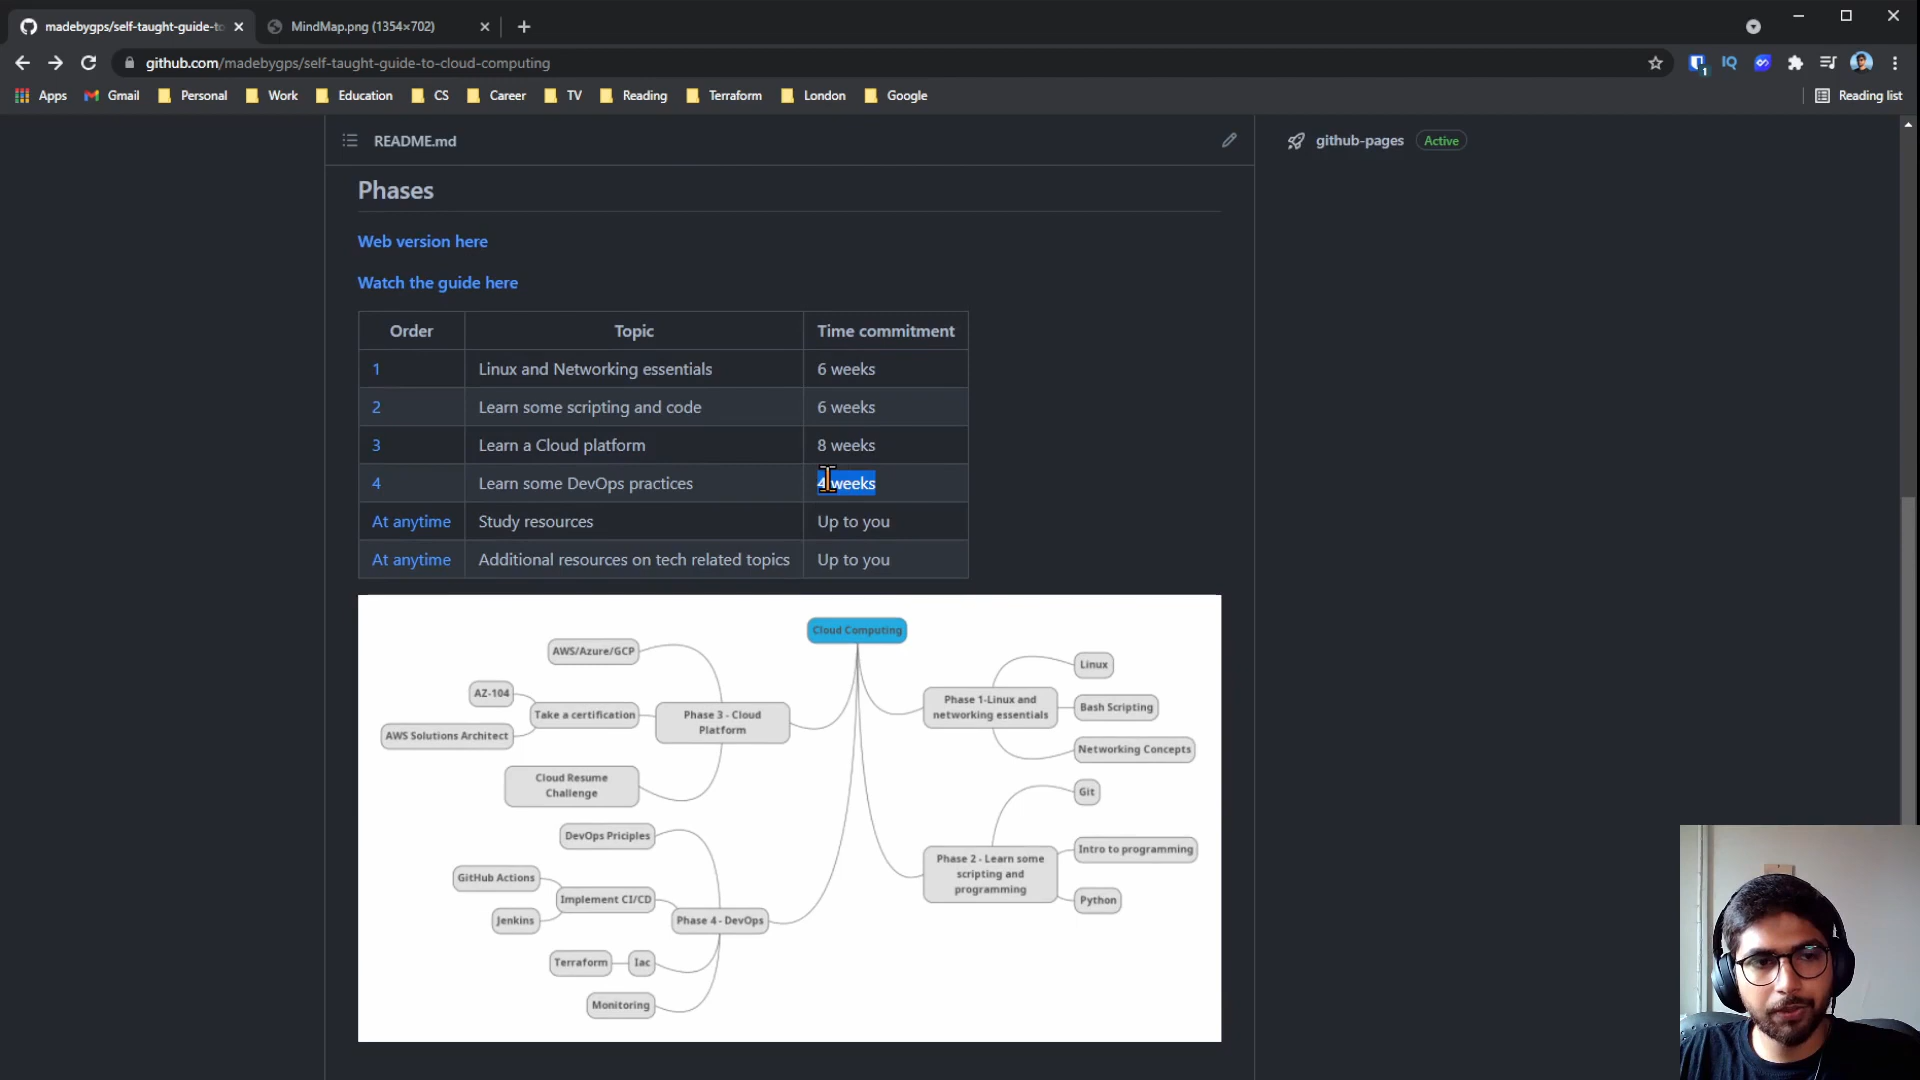 madebygps/self-taught-guide-to
MindMap.png (1354×702)
github.com/madebygps/self-taught-guide-to-cloud-computing
1
IQ
Apps
Gmail
Personal
Work
Education
CS
Career
TV
Reading
Terraform
London
Google
Reading list
README.md
github-pages
Active
Phases
Web version here
Watch the guide here
Order Topic Time commitment
1 Linux and Networking essentials 6 weeks
2 Learn some scripting and code 6 weeks
3 Learn a Cloud platform 8 weeks
4 Learn some DevOps practices 4 weeks
At anytime Study resources Up to you
At anytime Additional resources on tech related topics Up to you
Cloud Computing
AWS/Azure/GCP
AZ-104
Take a certification
AWS Solutions Architect
Phase 3 - Cloud
Platform
Cloud Resume
Challenge
DevOps Priciples
GitHub Actions
Implement CI/CD
Jenkins
Phase 4 - DevOps
Terraform
Iac
Monitoring
Linux
Phase 1-Linux and
networking essentials
Bash Scripting
Networking Concepts
Git
Phase 2 - Learn some
scripting and
programming
Intro to programming
Python